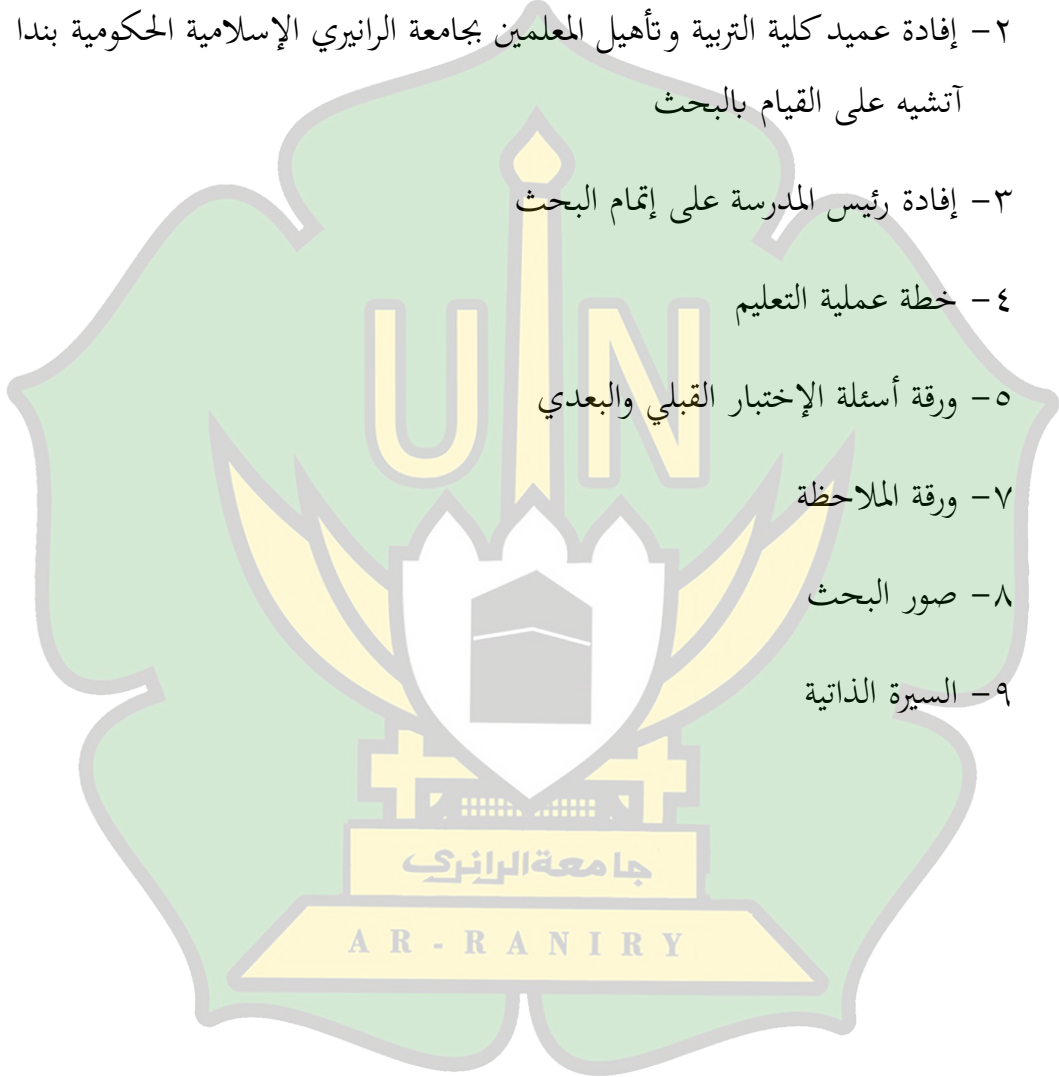 ٢- إفادة عميد كلية التربية وتأهيل المعلمين بجامعة الرانيري الإسلامية الحكومية بندا
آتشيه على القيام بالبحث
٣- إفادة رئيس المدرسة على إتمام البحث
٤- خطة عملية التعليم
٥- ورقة أسئلة الإختبار القبلي والبعدي
٧- ورقة الملاحظة
٨- صور البحث
٩- السيرة الذاتية
UIN
جامعة الرانري
AR-RANIRY